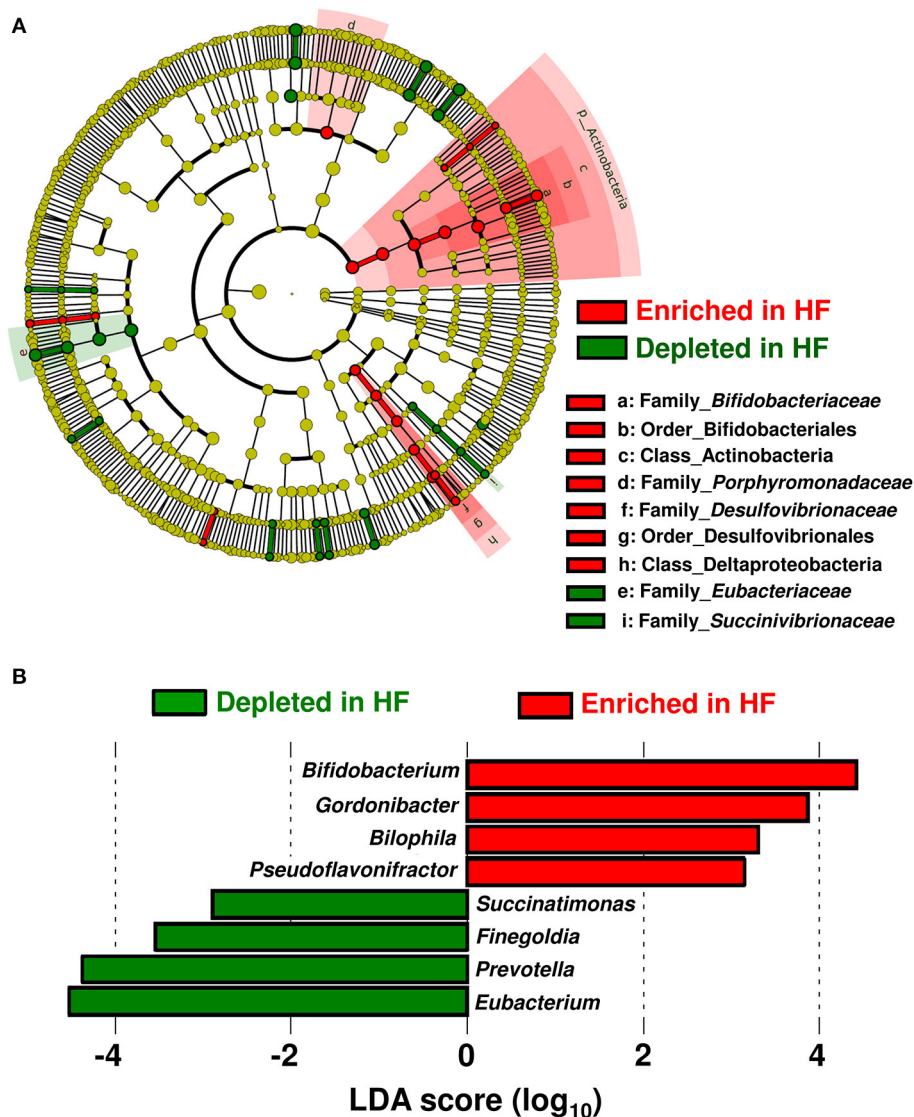 A
d
p__Actinobacteria
c
b
a
e
i
f
g
h
Enriched in HF
Depleted in HF
a: Family_Bifidobacteriaceae
b: Order_Bifidobacteriales
c: Class_Actinobacteria
d: Family_Porphyromonadaceae
f: Family_Desulfovibrionaceae
g: Order_Desulfovibrionales
h: Class_Deltaproteobacteria
e: Family_Eubacteriaceae
i: Family_Succinivibrionaceae
B
Depleted in HF
Enriched in HF
Bifidobacterium
Gordonibacter
Bilophila
Pseudoflavonifractor
Succinatimonas
Finegoldia
Prevotella
Eubacterium
-4 -2 0 2 4
LDA score (log10)